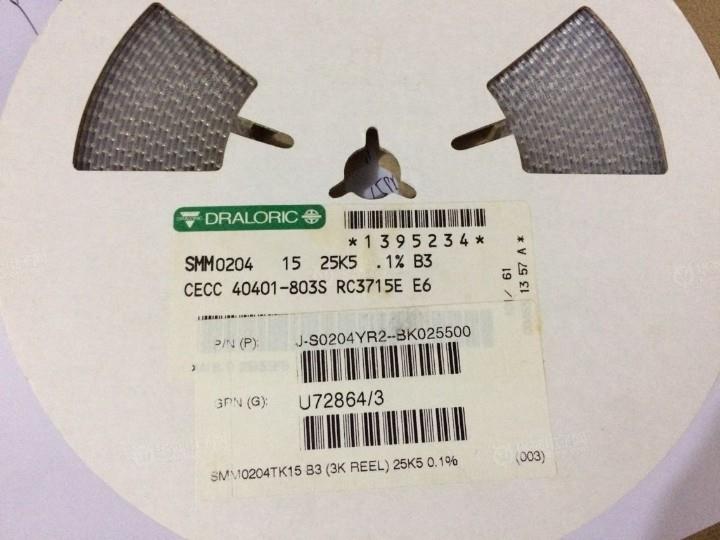 DRALORIC
*1395234*
SMM0204 15 25K5 .1% B3
CECC 40401-803S RC3715E E6
/ 61
13 57 A *
P/N (P): J-S0204YR2--BK025500
GRN (G): U72864/3
SMM0204TK15 B3 (3K REEL) 25K5 0.1% (003)